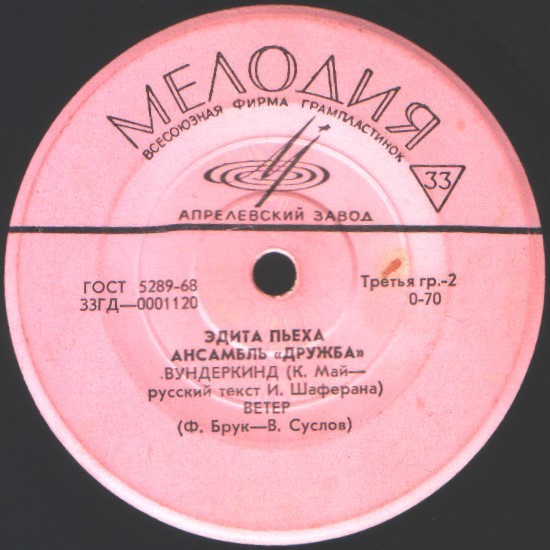 МЕЛОДИЯ
ВСЕСОЮЗНАЯ ФИРМА ГРАМПЛАСТИНОК
33
АПРЕЛЕВСКИЙ ЗАВОД
ГОСТ 5289-68
33ГД—0001120
Третья гр.-2
0-70
ЭДИТА ПЬЕХА
АНСАМБЛЬ «ДРУЖБА»
ВУНДЕРКИНД (К. Май—
русский текст И. Шаферана)
ВЕТЕР
(Ф. Брук—В. Суслов)